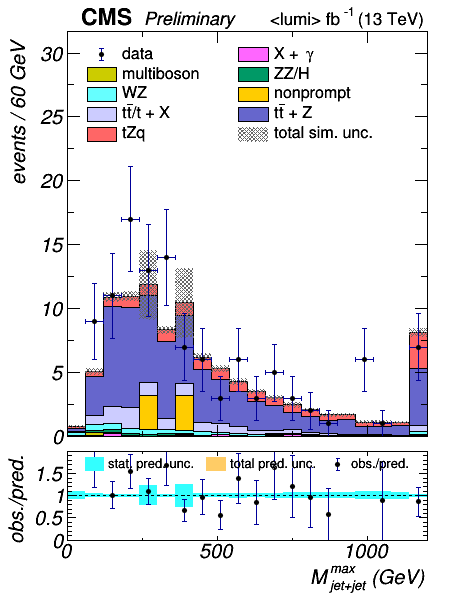 CMS Preliminary <lumi> fb⁻¹ (13 TeV)
events / 60 GeV
data
multiboson
WZ
tt̄/t + X
tZq
X + γ
ZZ/H
nonprompt
tt̄ + Z
total sim. unc.
30
25
20
15
10
5
0
obs./pred.
stat. pred. unc. total pred. unc. obs./pred.
1.5
1
0.5
0
0 500 1000
M^max_jet+jet (GeV)